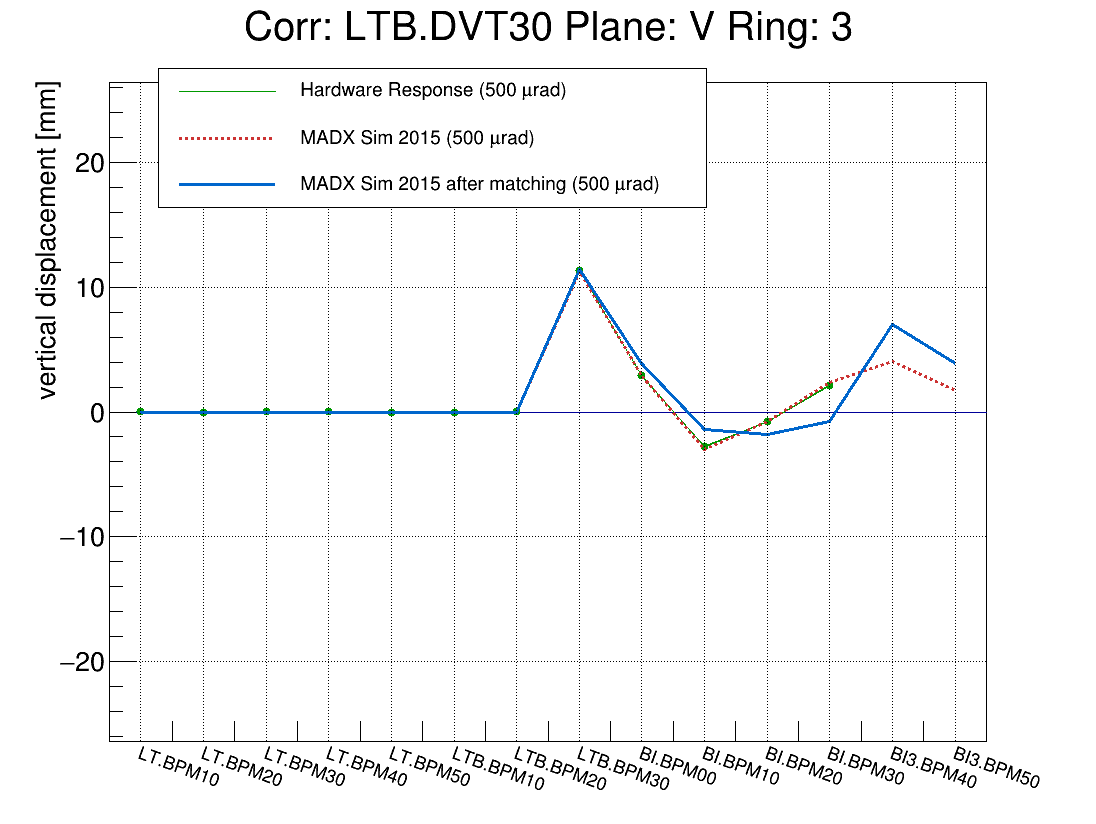 Corr: LTB.DVT30 Plane: V Ring: 3
vertical displacement [mm]
Hardware Response (500 μrad)
MADX Sim 2015 (500 μrad)
MADX Sim 2015 after matching (500 μrad)
20
10
0
−10
−20
LT.BPM10
LT.BPM20
LT.BPM30
LT.BPM40
LT.BPM50
LTB.BPM10
LTB.BPM20
LTB.BPM30
BI.BPM00
BI.BPM10
BI.BPM20
BI.BPM30
BI3.BPM40
BI3.BPM50